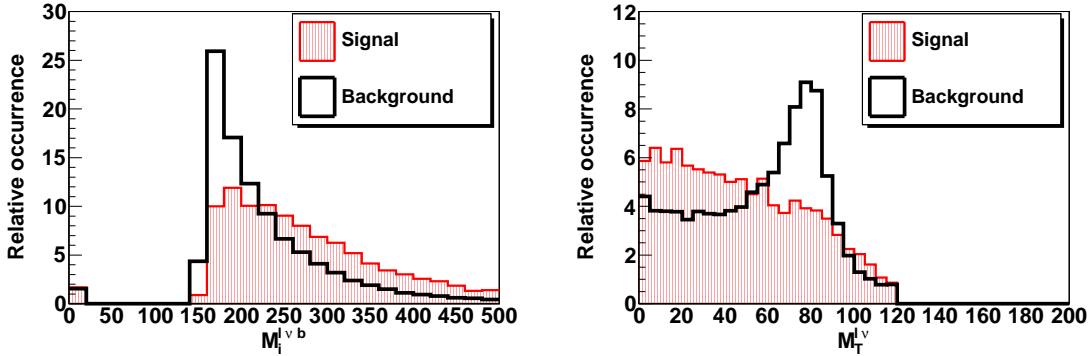 Relative occurrence
30
25
20
15
10
5
0
Signal
Background
0 50 100 150 200 250 300 350 400 450 500
M_i^{l ν b}
Relative occurrence
12
10
8
6
4
2
0
Signal
Background
0 20 40 60 80 100 120 140 160 180 200
M_T^{l ν}